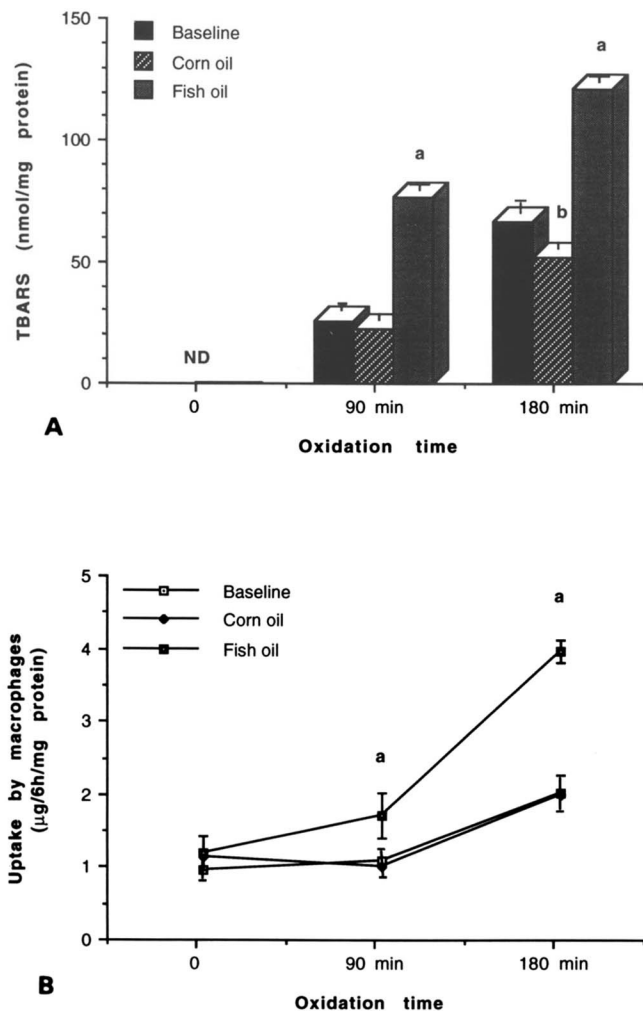 150
100
50
0
TBARS (nmol/mg protein)
Baseline
Corn oil
Fish oil
ND
a
b
a
0
90 min
180 min
A
Oxidation time
5
4
3
2
1
0
Uptake by macrophages
(µg/6h/mg protein)
Baseline
Corn oil
Fish oil
a
a
0
90 min
180 min
B
Oxidation time